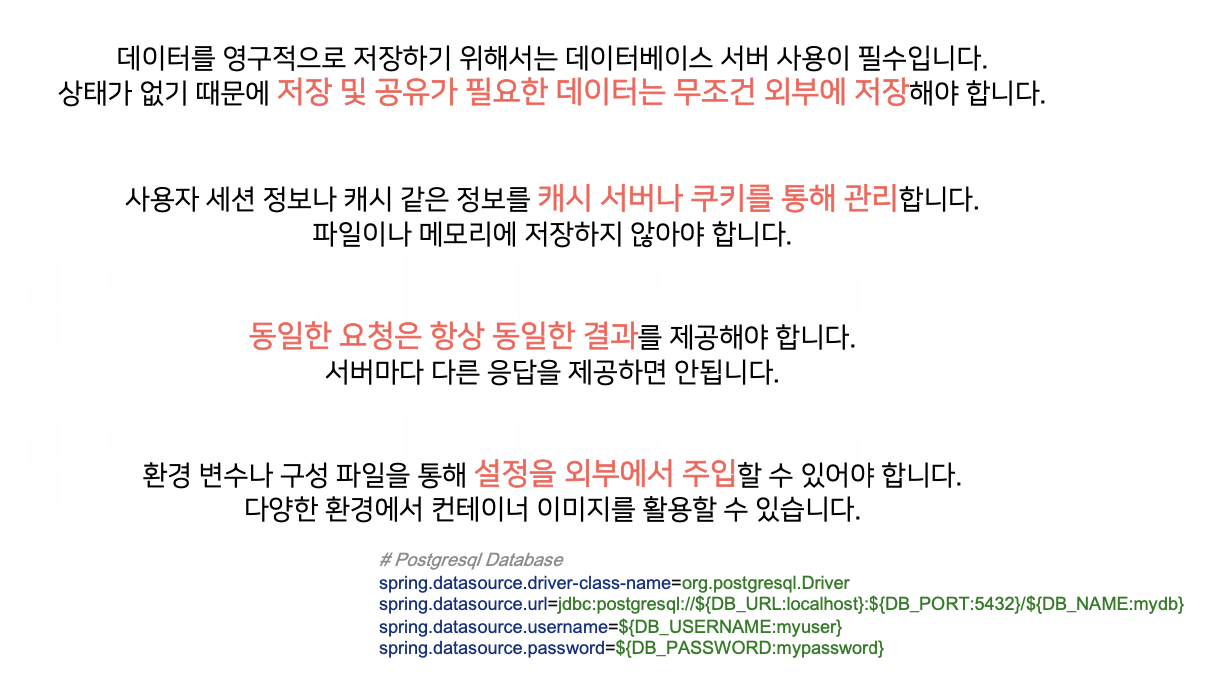 데이터를 영구적으로 저장하기 위해서는 데이터베이스 서버 사용이 필수입니다.
상태가 없기 때문에 저장 및 공유가 필요한 데이터는 무조건 외부에 저장해야 합니다.
사용자 세션 정보나 캐시 같은 정보를 캐시 서버나 쿠키를 통해 관리합니다.
파일이나 메모리에 저장하지 않아야 합니다.
동일한 요청은 항상 동일한 결과를 제공해야 합니다.
서버마다 다른 응답을 제공하면 안됩니다.
환경 변수나 구성 파일을 통해 설정을 외부에서 주입할 수 있어야 합니다.
다양한 환경에서 컨테이너 이미지를 활용할 수 있습니다.
# Postgresql Database
spring.datasource.driver-class-name=org.postgresql.Driver
spring.datasource.url=jdbc:postgresql://${DB_URL:localhost}:${DB_PORT:5432}/${DB_NAME:mydb}
spring.datasource.username=${DB_USERNAME:myuser}
spring.datasource.password=${DB_PASSWORD:mypassword}